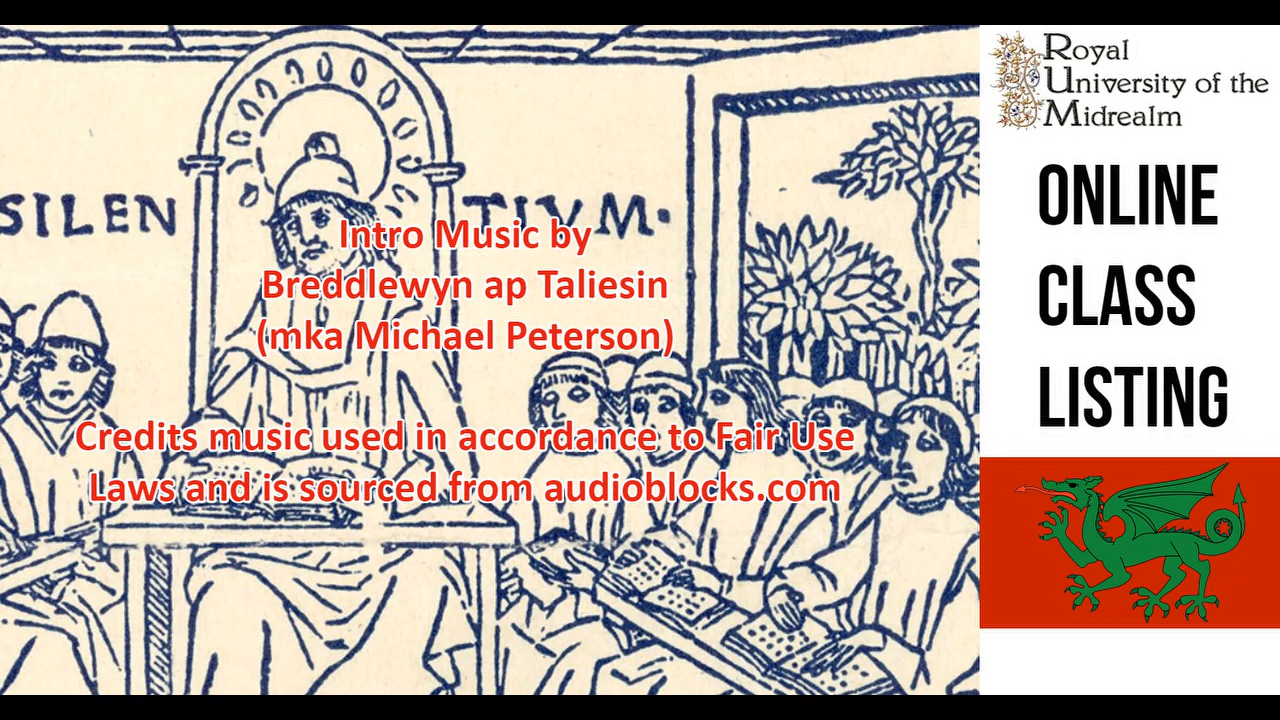 SILEN TIVM.
Intro Music by
Breddlewyn ap Taliesin
(mka Michael Peterson)
Credits music used in accordance to Fair Use
Laws and is sourced from audioblocks.com
Royal
University of the
Midrealm
ONLINE
CLASS
LISTING